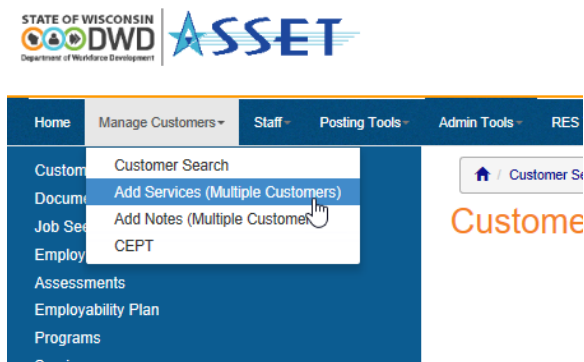 STATE OF WISCONSIN
DWD
Department of Workforce Development
ASSET
Home Manage Customers Staff Posting Tools Admin Tools RES
Customer Search
Add Services (Multiple Customers)
Add Notes (Multiple Customer
CEPT
Custom
Docume
Job See
Employ
Assessments
Employability Plan
Programs
/ Customer Se
Custome